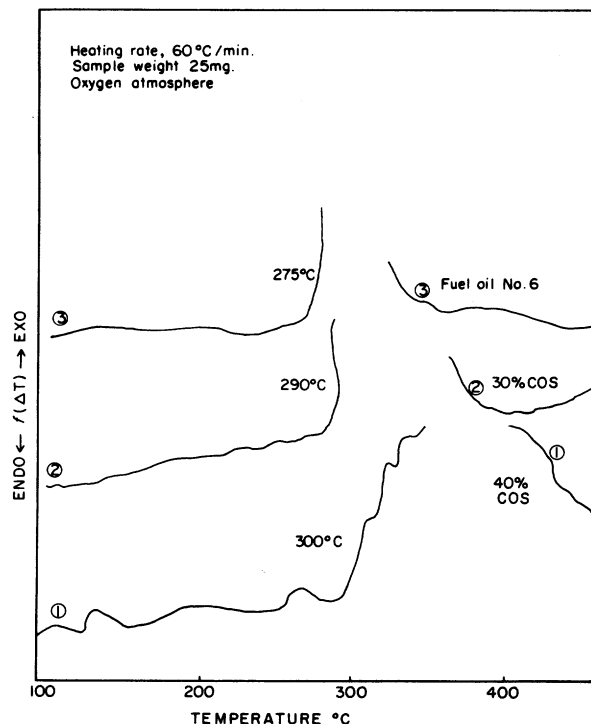 Heating rate, 60°C/min.
Sample weight 25mg.
Oxygen atmosphere
275°C
③
③ Fuel oil No. 6
290°C
② 30% COS
②
①
40%
COS
300°C
①
ENDO ← f(ΔT) → EXO
100 200 300 400
TEMPERATURE °C